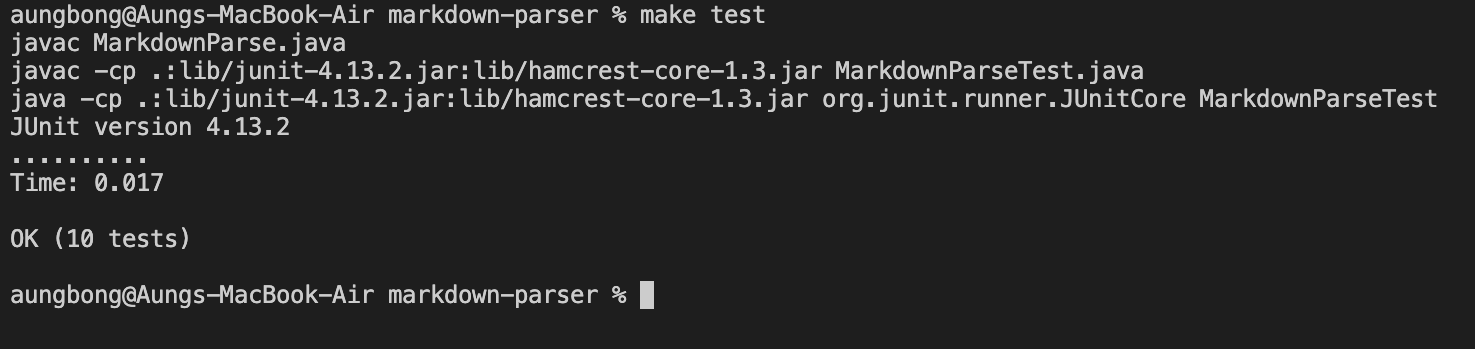 aungbong@Aungs-MacBook-Air markdown-parser % make test
javac MarkdownParse.java
javac -cp .:lib/junit-4.13.2.jar:lib/hamcrest-core-1.3.jar MarkdownParseTest.java
java -cp .:lib/junit-4.13.2.jar:lib/hamcrest-core-1.3.jar org.junit.runner.JUnitCore MarkdownParseTest
JUnit version 4.13.2
..........
Time: 0.017
OK (10 tests)
aungbong@Aungs-MacBook-Air markdown-parser %